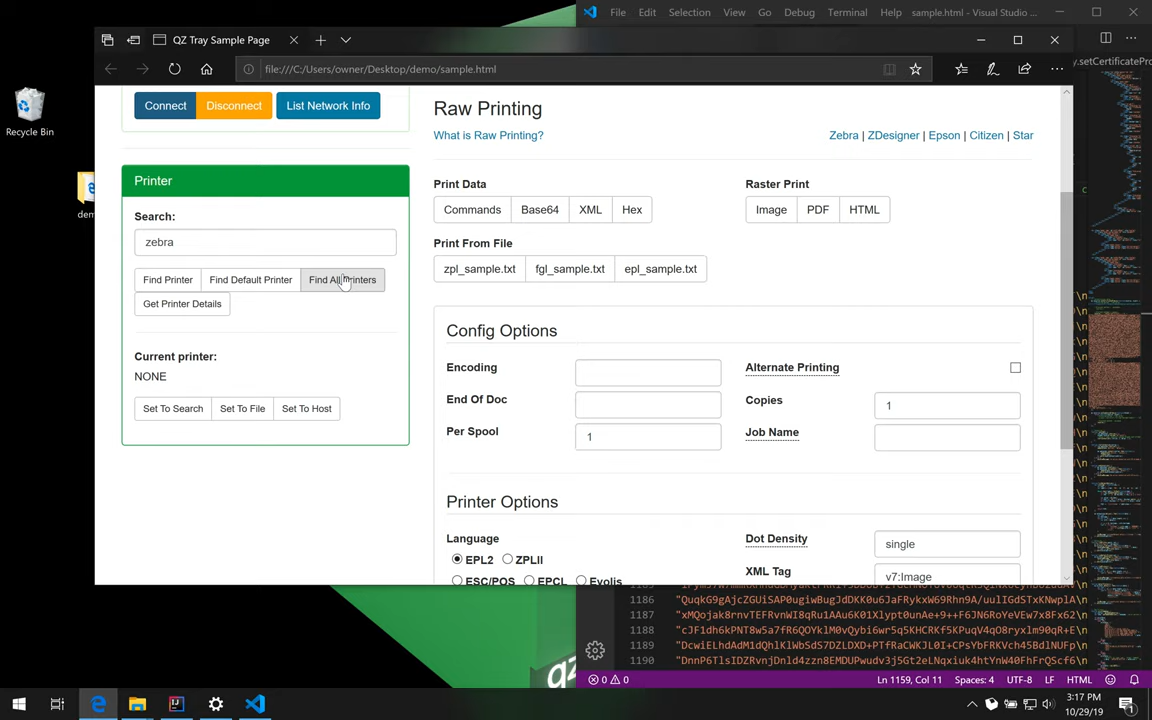 File Edit Selection View Go Debug Terminal Help sample.html - Visual Studio ...
QZ Tray Sample Page
file:///C:/Users/owner/Desktop/demo/sample.html
Recycle Bin
Connect Disconnect List Network Info
Printer
Search:
zebra
Find Printer Find Default Printer Find All Printers
Get Printer Details
Current printer:
NONE
Set To Search Set To File Set To Host
Raw Printing
What is Raw Printing?
Zebra | ZDesigner | Epson | Citizen | Star
Print Data
Commands Base64 XML Hex
Raster Print
Image PDF HTML
Print From File
zpl_sample.txt fgl_sample.txt epl_sample.txt
Config Options
Encoding
End Of Doc
Per Spool 1
Alternate Printing
Copies 1
Job Name
Printer Options
Language
EPL2 ZPLII
ESC/POS EPCL Evolis
Dot Density single
XML Tag v7:Image
.setCertificatePro
1186
1187
1188
1189
1190
0 0
Ln 1159, Col 11 Spaces: 4 UTF-8 LF HTML
3:17 PM
10/29/19